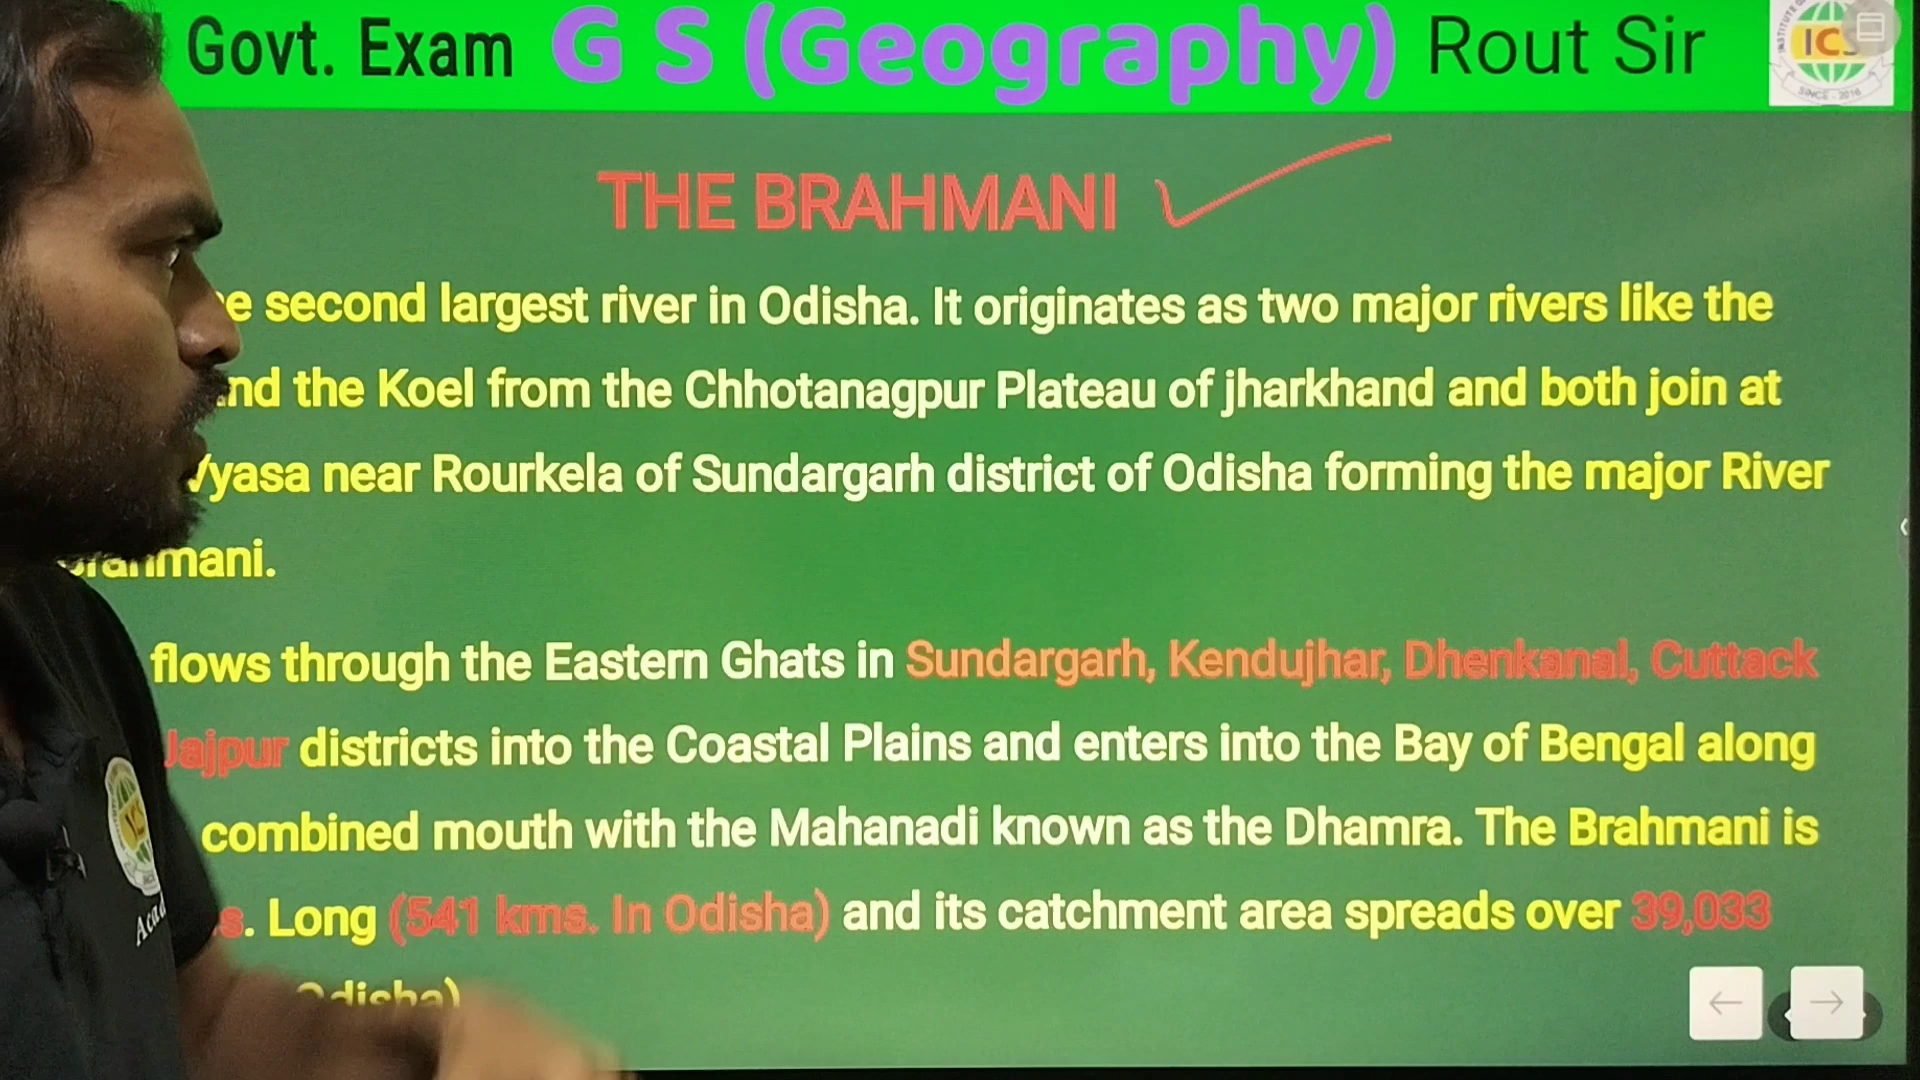 Govt. Exam G S (Geography) Rout Sir
ICS
SINCE - 2016
THE BRAHMANI
second largest river in Odisha. It originates as two major rivers like the
the Koel from the Chhotanagpur Plateau of jharkhand and both join at
Vyasa near Rourkela of Sundargarh district of Odisha forming the major River
flows through the Eastern Ghats in Sundargarh, Kendujhar, Dhenkanal, Cuttack
Jajpur districts into the Coastal Plains and enters into the Bay of Bengal along
combined mouth with the Mahanadi known as the Dhamra. The Brahmani is
Long (541 kms. In Odisha) and its catchment area spreads over 39,033
Odisha)